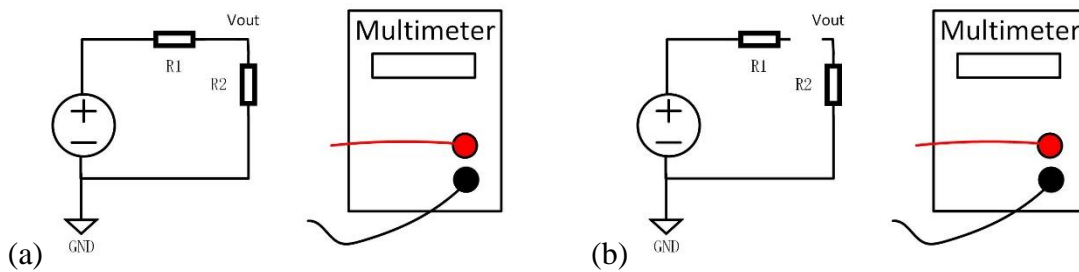 Vout
R1
R2
+
−
GND
Multimeter
(a)
Vout
R1
R2
+
−
GND
Multimeter
(b)